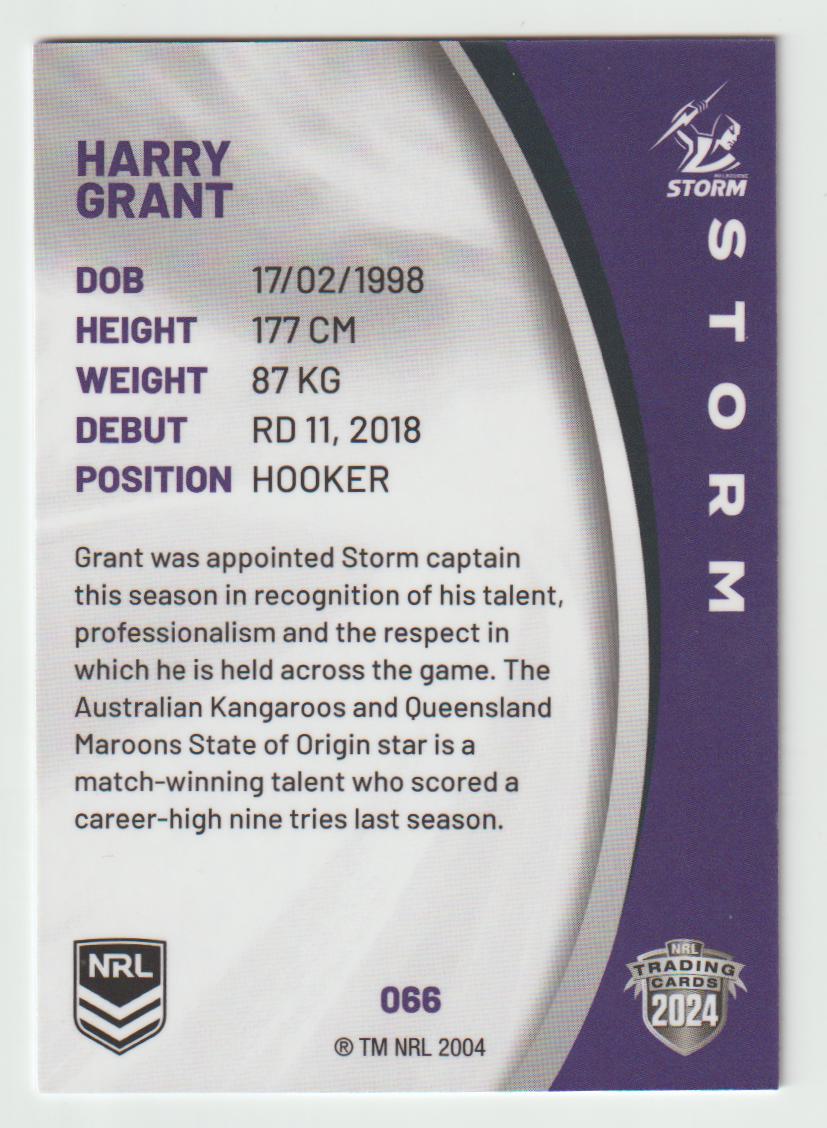 HARRY
GRANT
DOB 17/02/1998
HEIGHT 177 CM
WEIGHT 87 KG
DEBUT RD 11, 2018
POSITION HOOKER
Grant was appointed Storm captain
this season in recognition of his talent,
professionalism and the respect in
which he is held across the game. The
Australian Kangaroos and Queensland
Maroons State of Origin star is a
match-winning talent who scored a
career-high nine tries last season.
NRL
066
® TM NRL 2004
MELBOURNE
STORM
STORM
NRL
TRADING
CARDS
2024